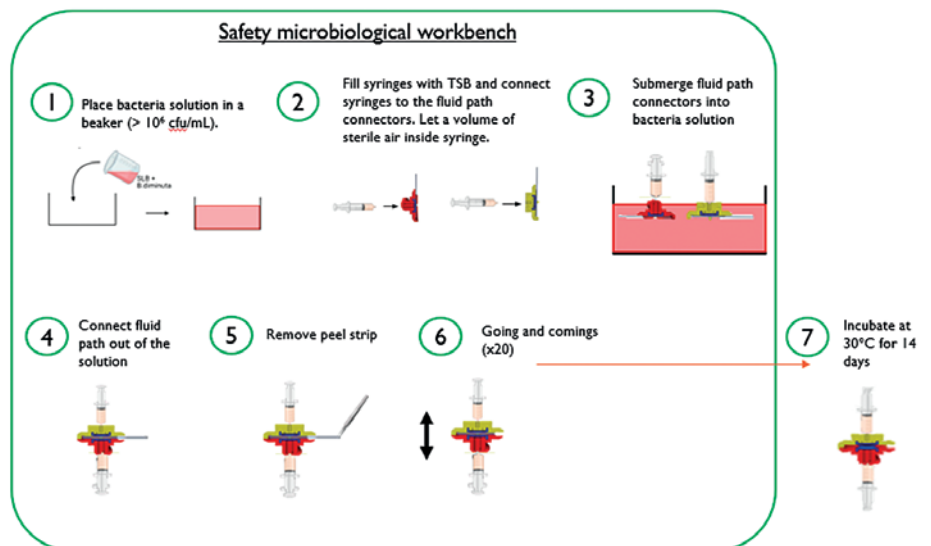 Safety microbiological workbench
1
Place bacteria solution in a
beaker (> 10⁶ cfu/mL).
SLB +
B.diminuta
2
Fill syringes with TSB and connect
syringes to the fluid path
connectors. Let a volume of
sterile air inside syringe.
3
Submerge fluid path
connectors into
bacteria solution
4
Connect fluid
path out of the
solution
5
Remove peel strip
6
Going and comings
(x20)
7
Incubate at
30°C for 14
days